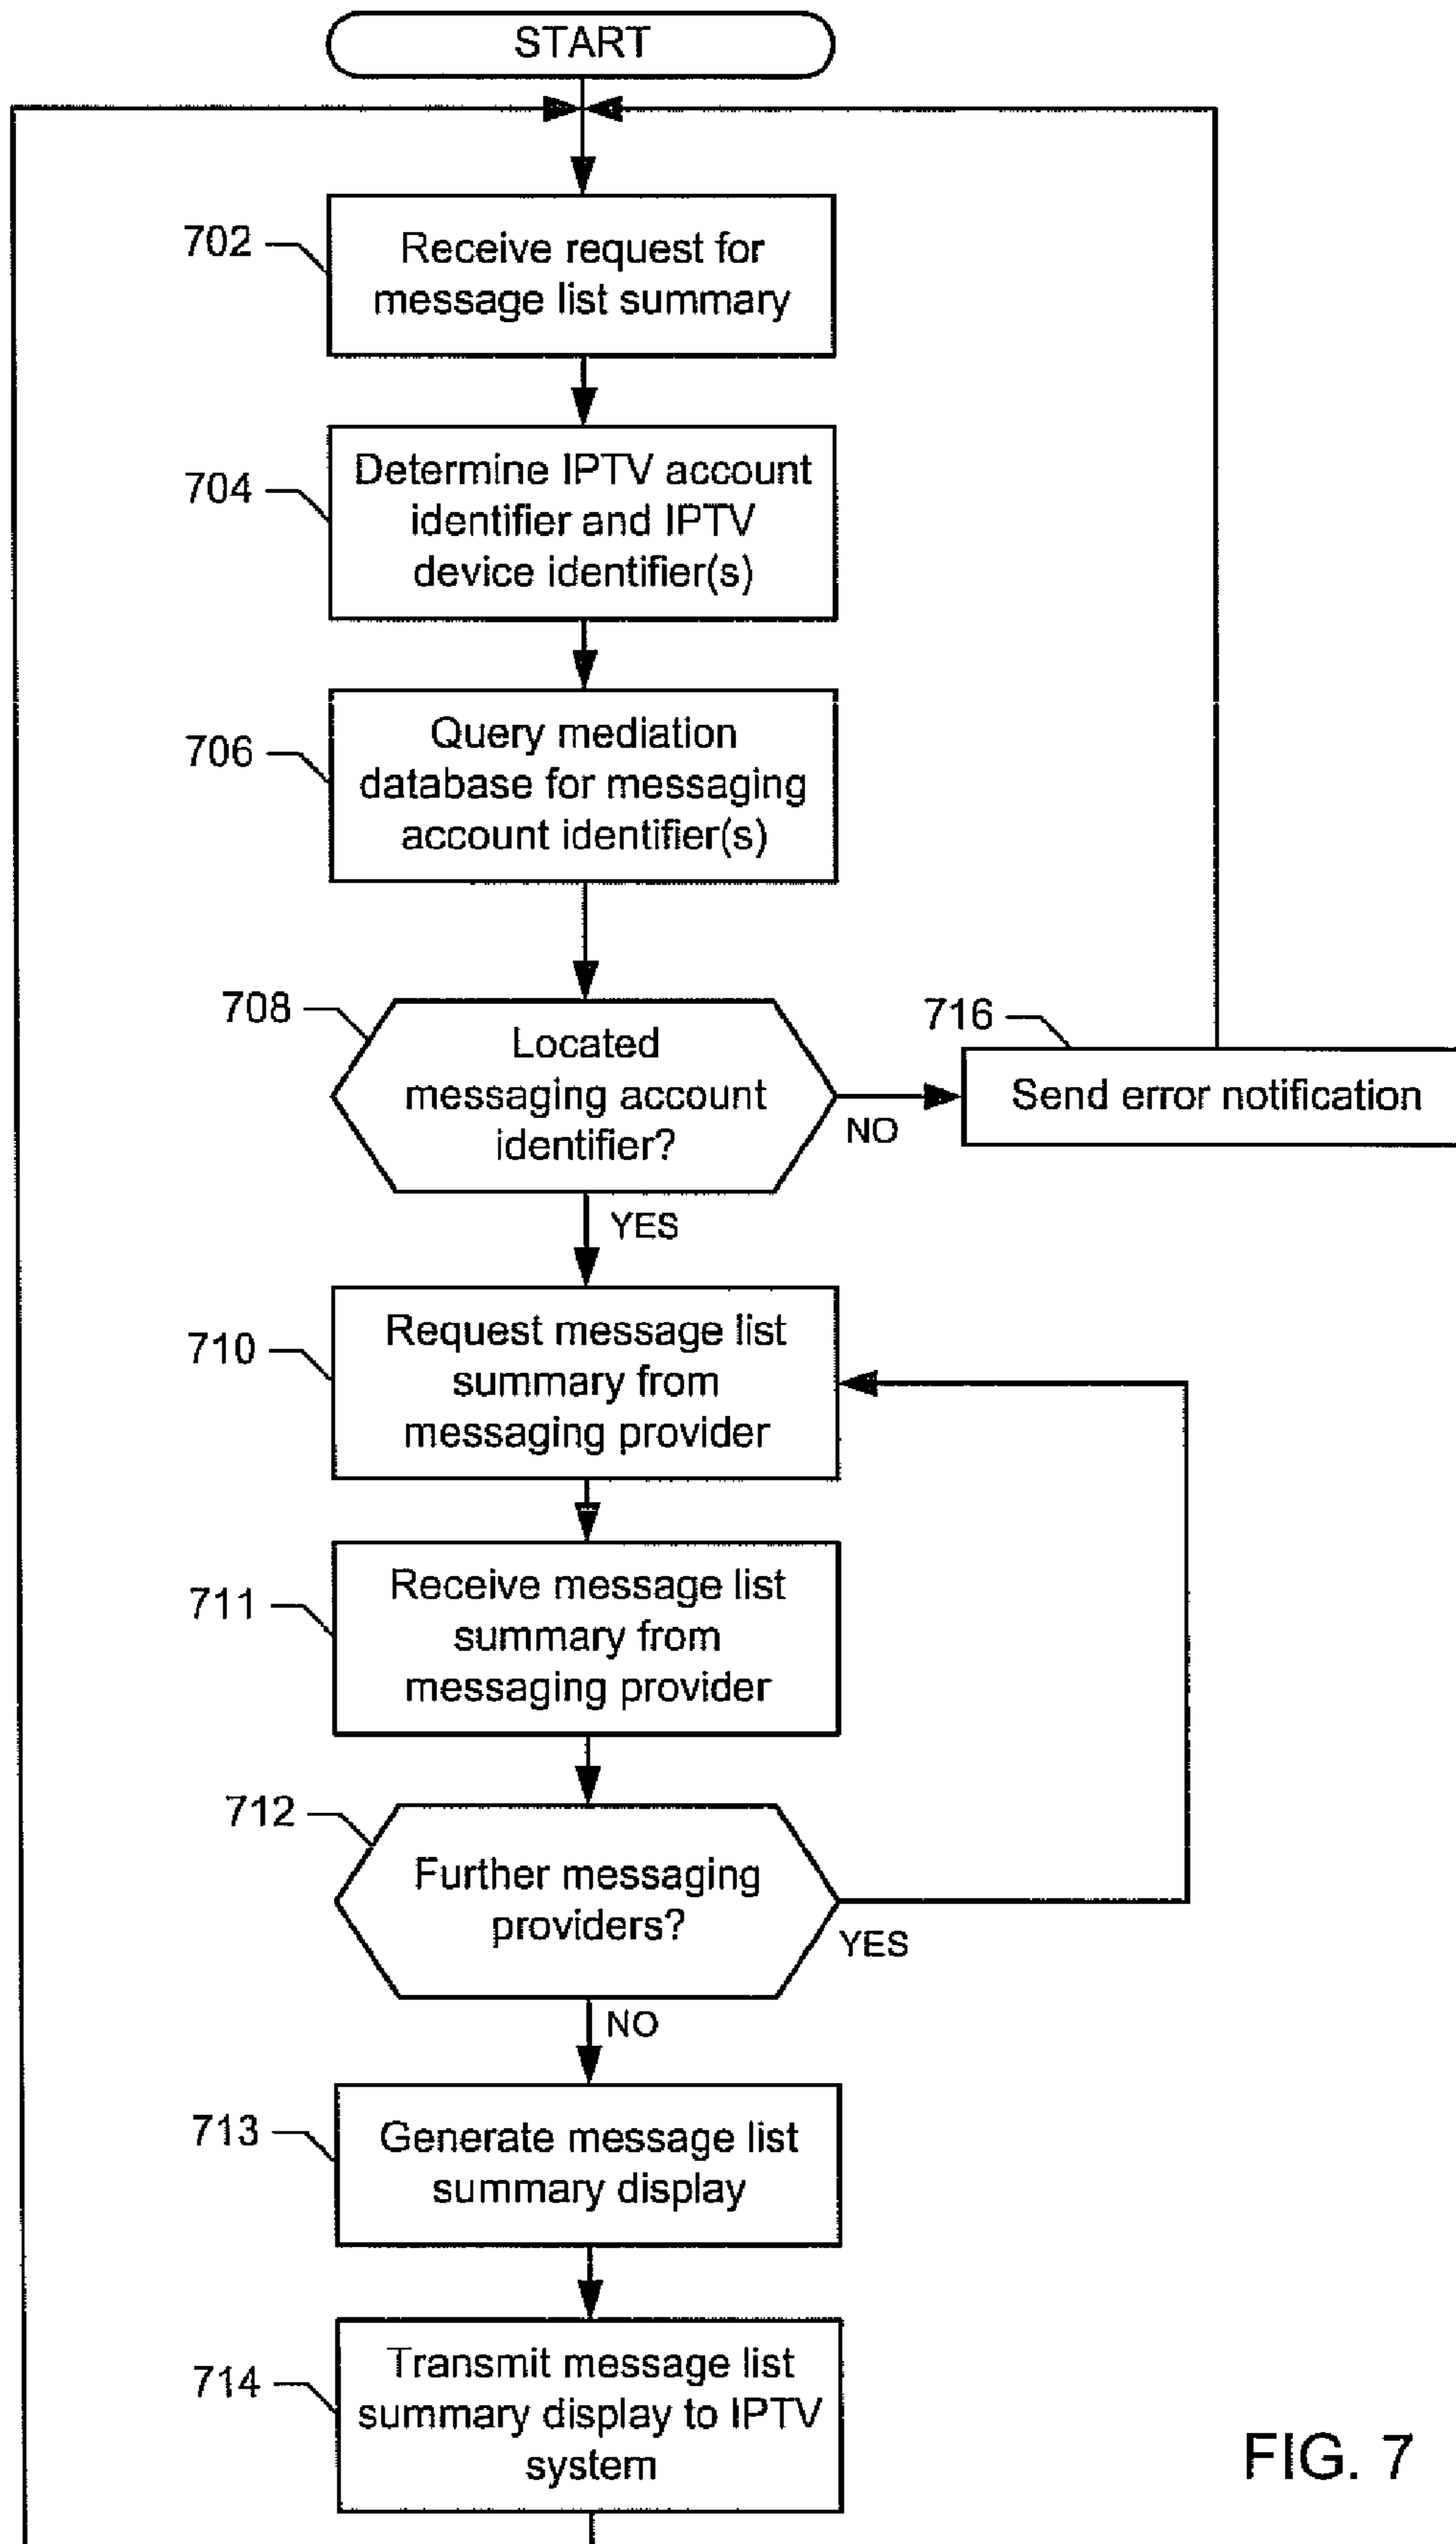 START
702
Receive request for
message list summary
704
Determine IPTV account
identifier and IPTV
device identifier(s)
706
Query mediation
database for messaging
account identifier(s)
708
Located
messaging account
identifier?
NO
716
Send error notification
YES
710
Request message list
summary from
messaging provider
711
Receive message list
summary from
messaging provider
712
Further messaging
providers?
YES
NO
713
Generate message list
summary display
714
Transmit message list
summary display to IPTV
system
FIG. 7